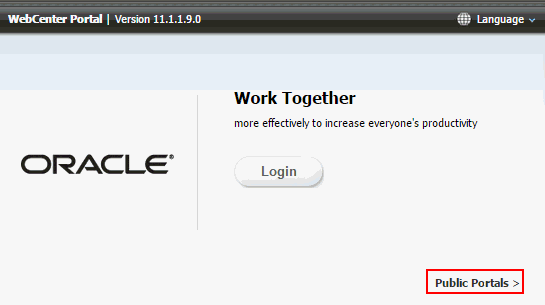 WebCenter Portal | Version 11.1.1.9.0
Language
Work Together
more effectively to increase everyone's productivity
ORACLE®
Login
Public Portals >